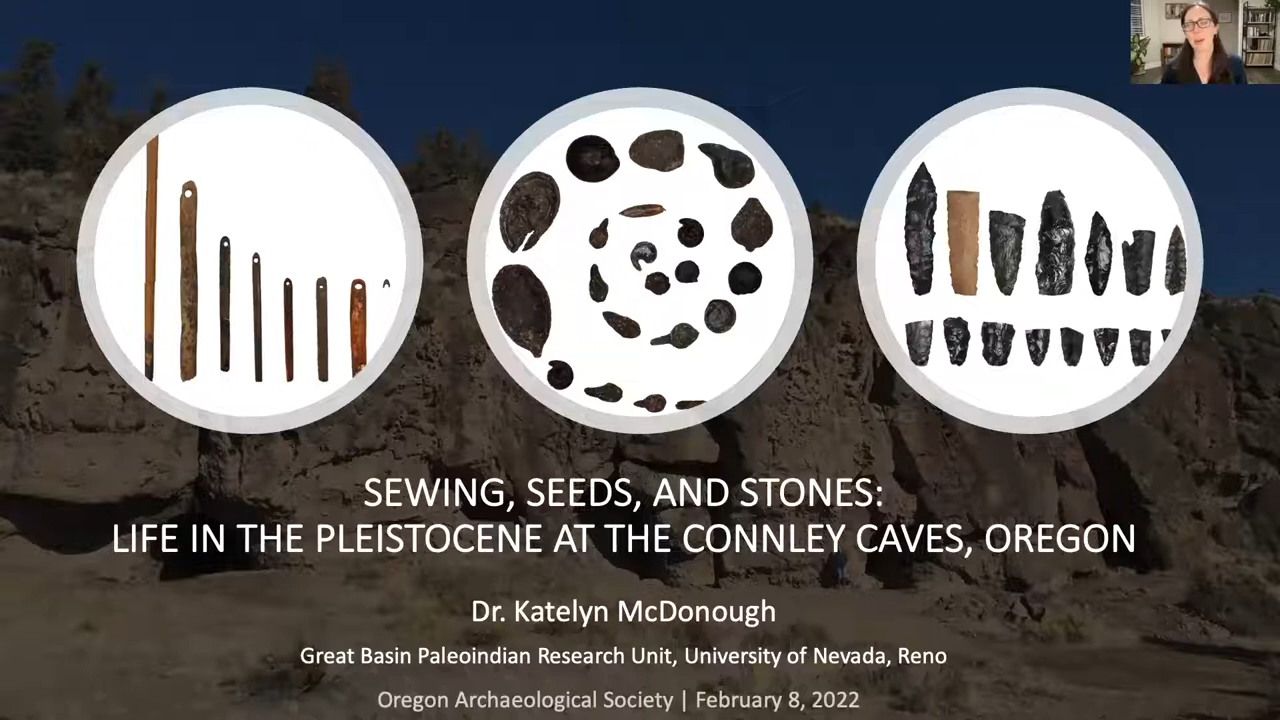 SEWING, SEEDS, AND STONES:
LIFE IN THE PLEISTOCENE AT THE CONNLEY CAVES, OREGON
Dr. Katelyn McDonough
Great Basin Paleoindian Research Unit, University of Nevada, Reno
Oregon Archaeological Society | February 8, 2022